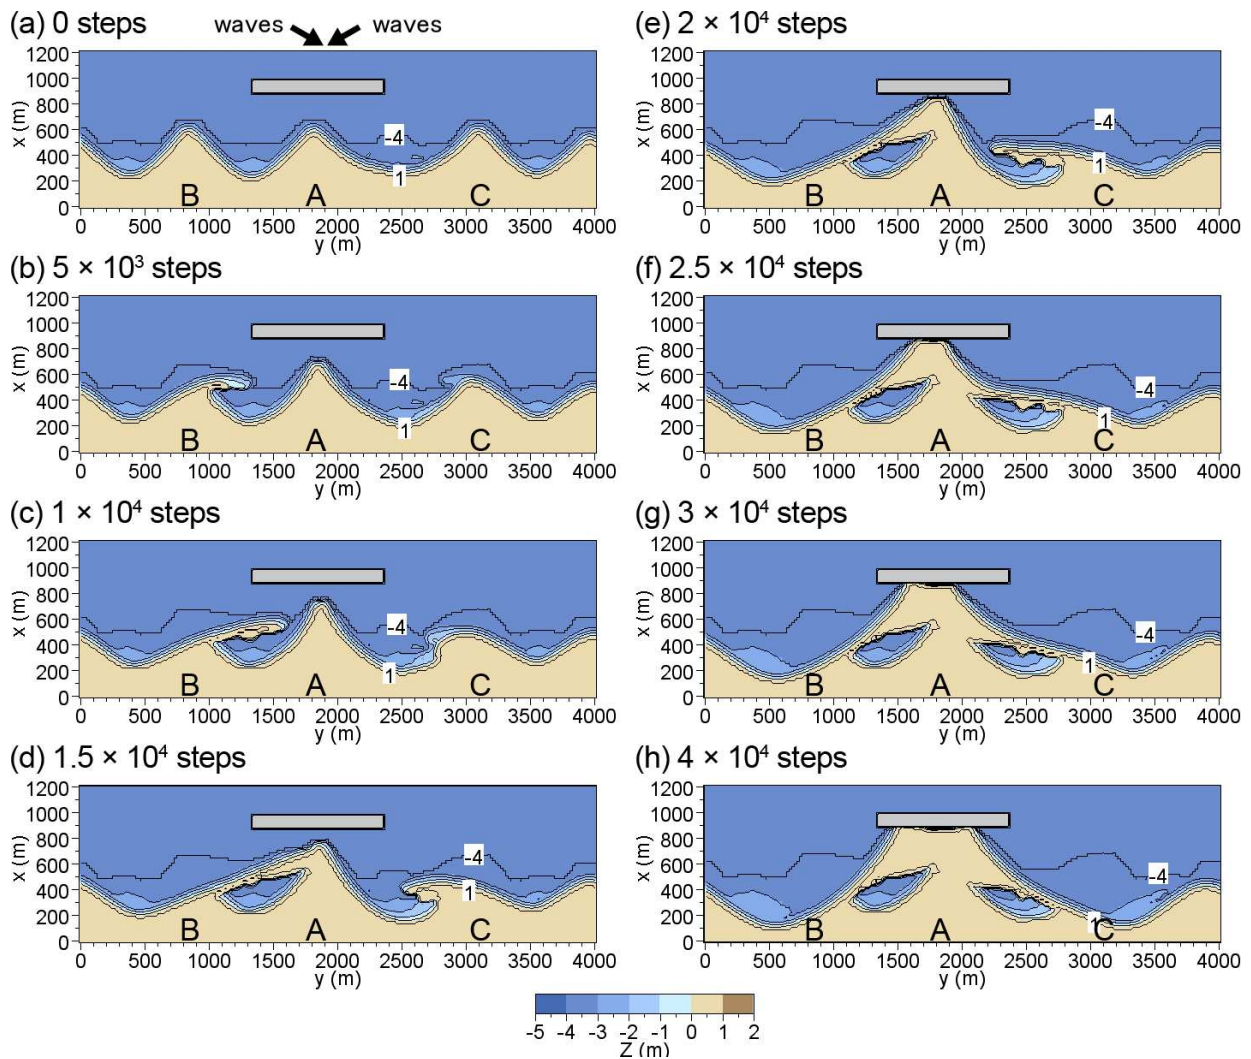 (a) 0 steps
waves waves
1200
1000
800
600
400
200
0
x (m)
-4
1
B A C
0 500 1000 1500 2000 2500 3000 3500 4000
y (m)
(b) 5 × 10³ steps
1200
1000
800
600
400
200
0
x (m)
-4
1
B A C
0 500 1000 1500 2000 2500 3000 3500 4000
y (m)
(c) 1 × 10⁴ steps
1200
1000
800
600
400
200
0
x (m)
-4
1
B A C
0 500 1000 1500 2000 2500 3000 3500 4000
y (m)
(d) 1.5 × 10⁴ steps
1200
1000
800
600
400
200
0
x (m)
-4
1
B A C
0 500 1000 1500 2000 2500 3000 3500 4000
y (m)
(e) 2 × 10⁴ steps
1200
1000
800
600
400
200
0
x (m)
-4
1
B A C
0 500 1000 1500 2000 2500 3000 3500 4000
y (m)
(f) 2.5 × 10⁴ steps
1200
1000
800
600
400
200
0
x (m)
-4
1
B A C
0 500 1000 1500 2000 2500 3000 3500 4000
y (m)
(g) 3 × 10⁴ steps
1200
1000
800
600
400
200
0
x (m)
-4
1
B A C
0 500 1000 1500 2000 2500 3000 3500 4000
y (m)
(h) 4 × 10⁴ steps
1200
1000
800
600
400
200
0
x (m)
-4
1
B A C
0 500 1000 1500 2000 2500 3000 3500 4000
y (m)
-5 -4 -3 -2 -1 0 1 2
Z (m)